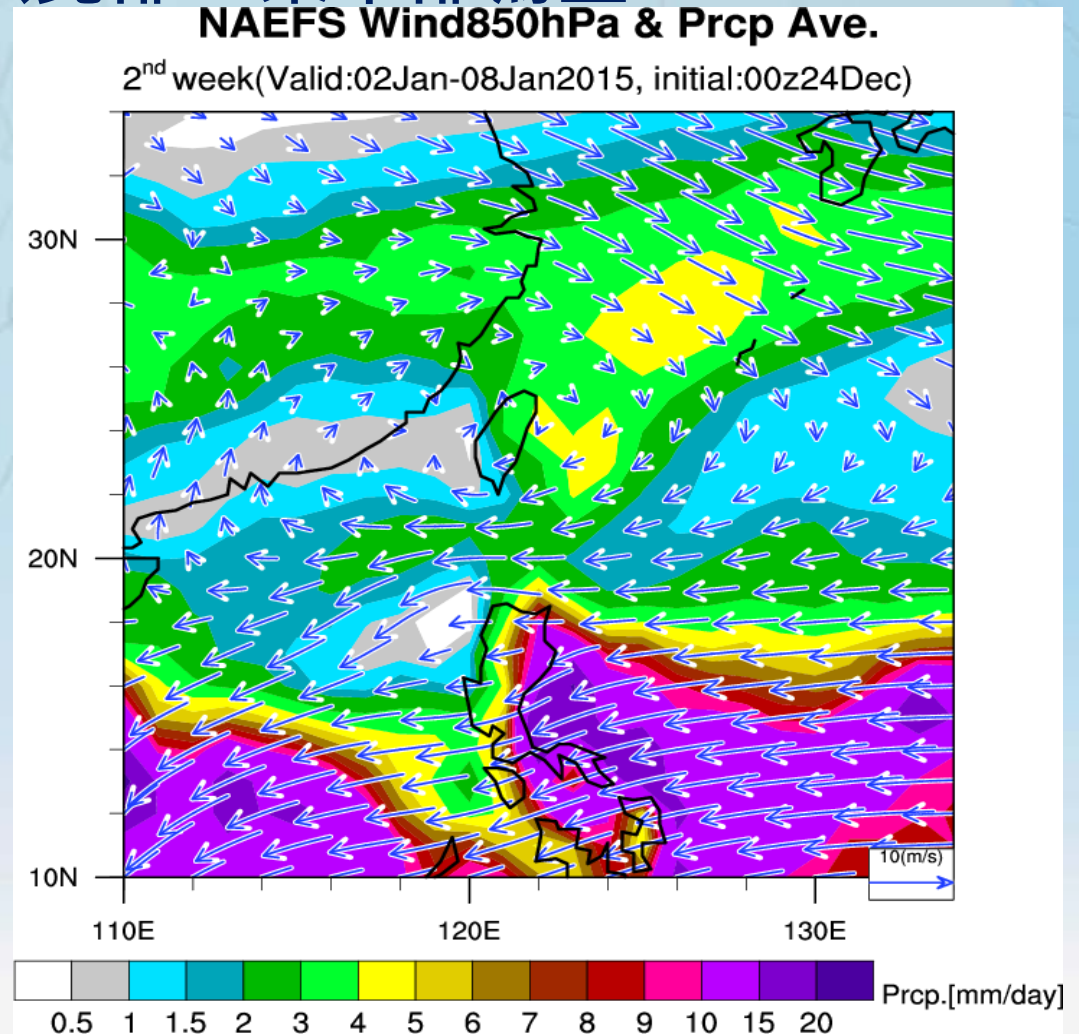 NAEFS Wind850hPa & Prcp Ave.
2nd week(Valid:02Jan-08Jan2015, initial:00z24Dec)
30N
20N
10N
10(m/s)
110E 120E 130E
0.5 1 1.5 2 3 4 5 6 7 8 9 10 15 20 Prcp.[mm/day]